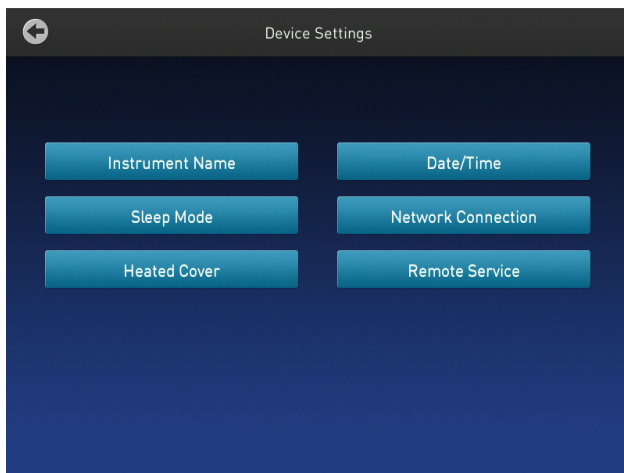 Device Settings
Instrument Name
Date/Time
Sleep Mode
Network Connection
Heated Cover
Remote Service